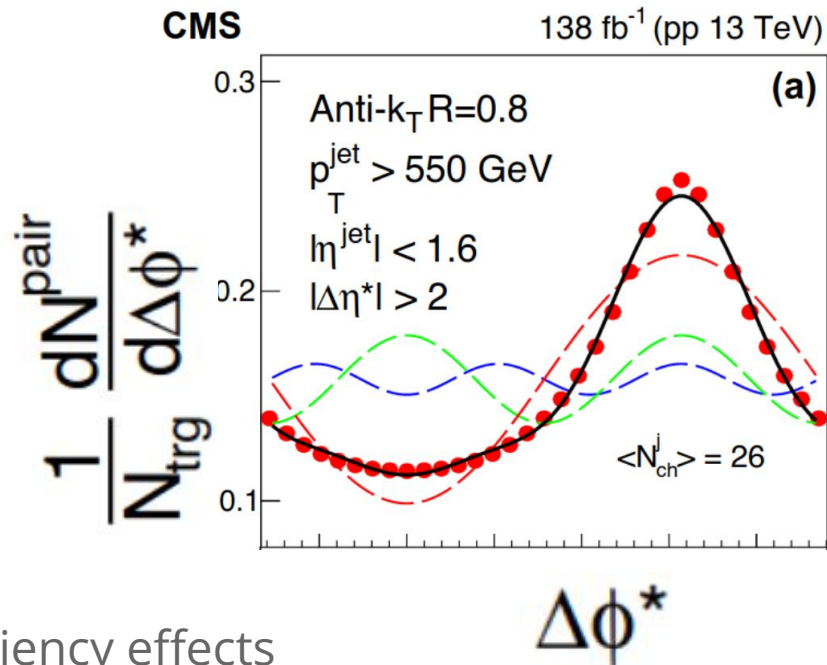 CMS 138 fb⁻¹ (pp 13 TeV)
(a)
0.3
Anti-k_T R=0.8
p_T^jet > 550 GeV
|η^jet| < 1.6
|Δη*| > 2
0.2
0.1
<N_ch^j> = 26
1/N_trg dN^pair/dΔϕ*
Δϕ*
iency effects